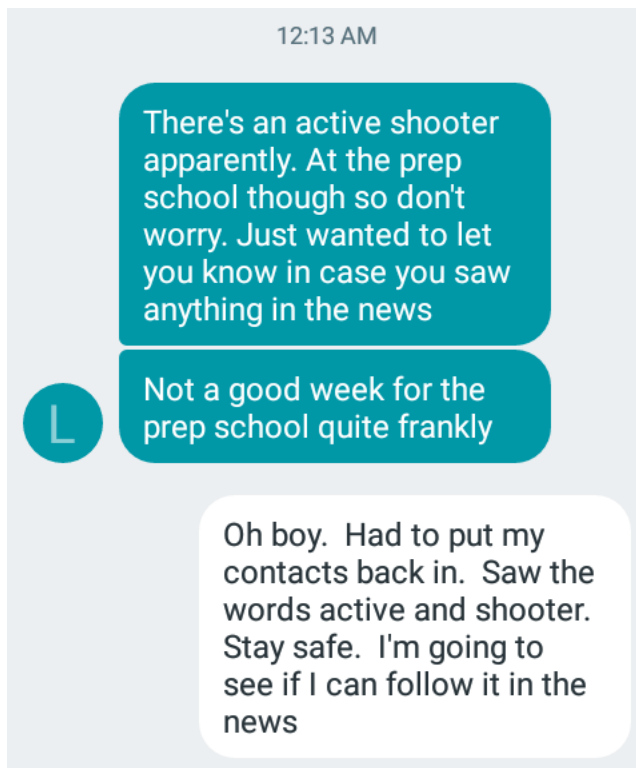 12:13 AM
There's an active shooter
apparently. At the prep
school though so don't
worry. Just wanted to let
you know in case you saw
anything in the news
Not a good week for the
prep school quite frankly
L
Oh boy.  Had to put my
contacts back in.  Saw the
words active and shooter.
Stay safe.  I'm going to
see if I can follow it in the
news